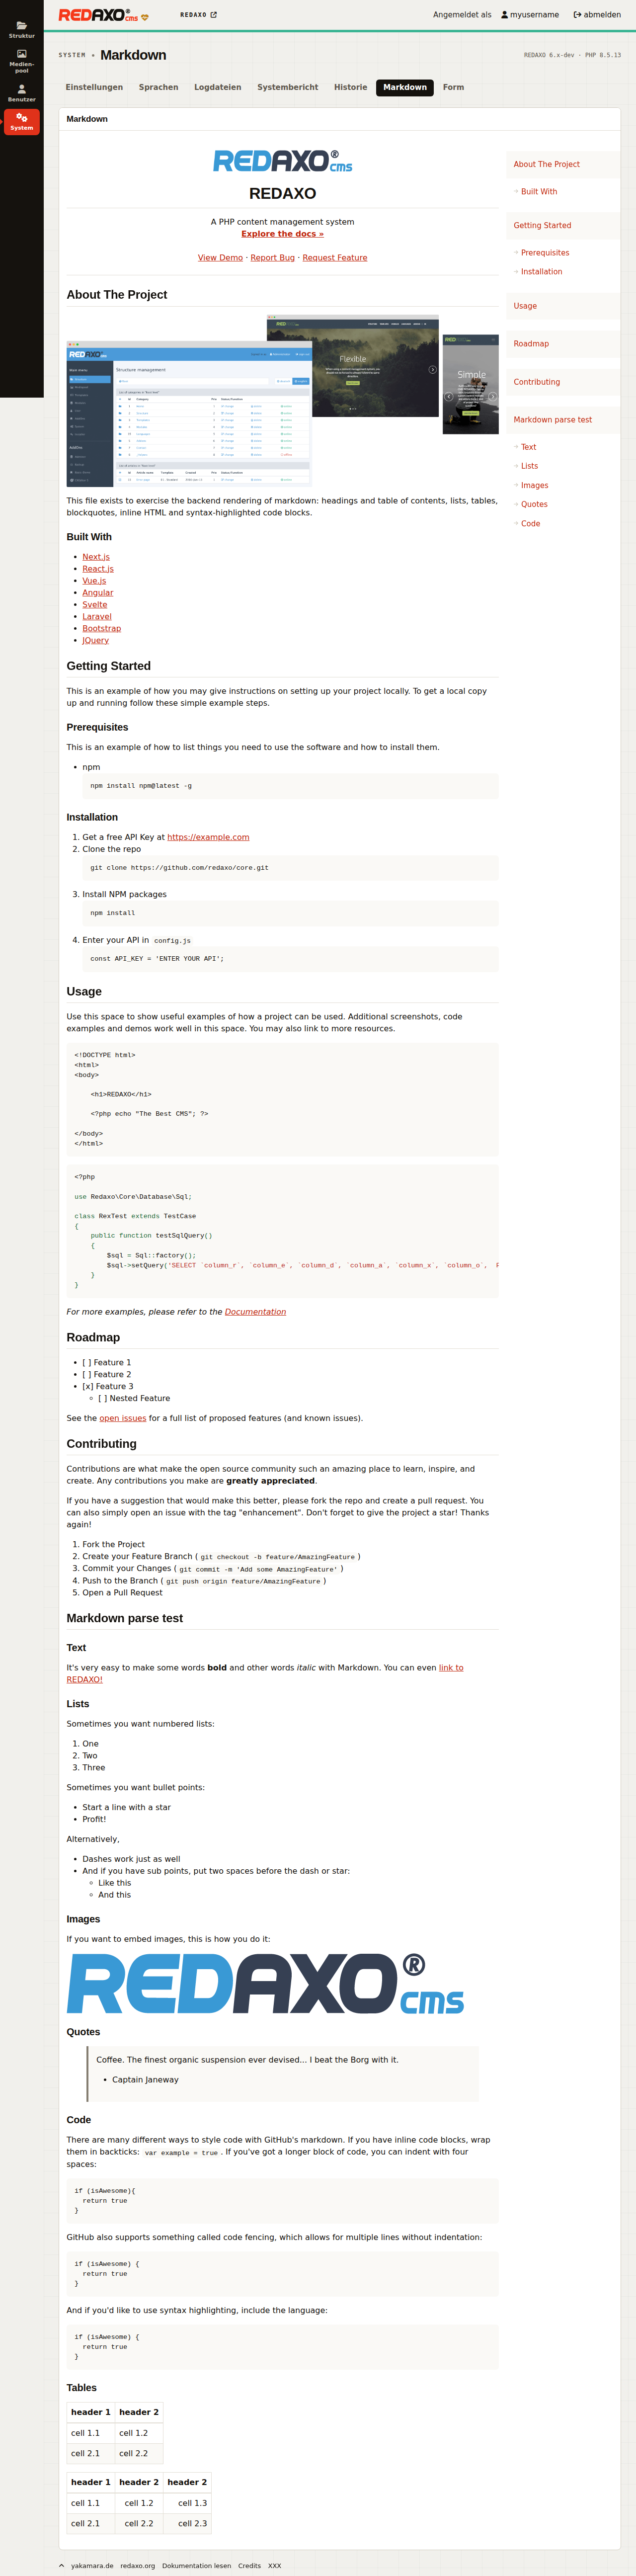 REDAXO® cms
REDAXO
Angemeldet als myusername abmelden
Struktur
Medien-
pool
Benutzer
System
SYSTEM Markdown
REDAXO 6.x-dev · PHP 8.5.13
Einstellungen Sprachen Logdateien Systembericht Historie Markdown Form
Markdown
REDAXO® cms
REDAXO
A PHP content management system
Explore the docs »
View Demo · Report Bug · Request Feature
About The Project
Built With
Getting Started
Prerequisites
Installation
Usage
Roadmap
Contributing
Markdown parse test
Text
Lists
Images
Quotes
Code
About The Project
REDAXO
Structure management
Flexible
Simple
This file exists to exercise the backend rendering of markdown: headings and table of contents, lists, tables,
blockquotes, inline HTML and syntax-highlighted code blocks.
Built With
• Next.js
• React.js
• Vue.js
• Angular
• Svelte
• Laravel
• Bootstrap
• JQuery
Getting Started
This is an example of how you may give instructions on setting up your project locally. To get a local copy
up and running follow these simple example steps.
Prerequisites
This is an example of how to list things you need to use the software and how to install them.
• npm
npm install npm@latest -g
Installation
1. Get a free API Key at https://example.com
2. Clone the repo
git clone https://github.com/redaxo/core.git
3. Install NPM packages
npm install
4. Enter your API in config.js
const API_KEY = 'ENTER YOUR API';
Usage
Use this space to show useful examples of how a project can be used. Additional screenshots, code
examples and demos work well in this space. You may also link to more resources.
<!DOCTYPE html>
<html>
<body>
<h1>REDAXO</h1>
<?php echo "The Best CMS"; ?>
</body>
</html>
<?php
use Redaxo\Core\Database\Sql;
class RexTest extends TestCase
{
public function testSqlQuery()
{
$sql = Sql::factory();
$sql->setQuery('SELECT `column_r`, `column_e`, `column_d`, `column_a`, `column_x`, `column_o`,
}
}
For more examples, please refer to the Documentation
Roadmap
• [ ] Feature 1
• [ ] Feature 2
• [x] Feature 3
◦ [ ] Nested Feature
See the open issues for a full list of proposed features (and known issues).
Contributing
Contributions are what make the open source community such an amazing place to learn, inspire, and
create. Any contributions you make are greatly appreciated.
If you have a suggestion that would make this better, please fork the repo and create a pull request. You
can also simply open an issue with the tag "enhancement". Don't forget to give the project a star! Thanks
again!
1. Fork the Project
2. Create your Feature Branch ( git checkout -b feature/AmazingFeature )
3. Commit your Changes ( git commit -m 'Add some AmazingFeature' )
4. Push to the Branch ( git push origin feature/AmazingFeature )
5. Open a Pull Request
Markdown parse test
Text
It's very easy to make some words bold and other words italic with Markdown. You can even link to
REDAXO!
Lists
Sometimes you want numbered lists:
1. One
2. Two
3. Three
Sometimes you want bullet points:
• Start a line with a star
• Profit!
Alternatively,
• Dashes work just as well
• And if you have sub points, put two spaces before the dash or star:
◦ Like this
◦ And this
Images
If you want to embed images, this is how you do it:
REDAXO® cms
Quotes
Coffee. The finest organic suspension ever devised... I beat the Borg with it.
• Captain Janeway
Code
There are many different ways to style code with GitHub's markdown. If you have inline code blocks, wrap
them in backticks: var example = true . If you've got a longer block of code, you can indent with four
spaces:
if (isAwesome){
return true
}
GitHub also supports something called code fencing, which allows for multiple lines without indentation:
if (isAwesome) {
return true
}
And if you'd like to use syntax highlighting, include the language:
if (isAwesome) {
return true
}
Tables
header 1 header 2
cell 1.1 cell 1.2
cell 2.1 cell 2.2
header 1 header 2 header 2
cell 1.1 cell 1.2 cell 1.3
cell 2.1 cell 2.2 cell 2.3
yakamara.de redaxo.org Dokumentation lesen Credits XXX